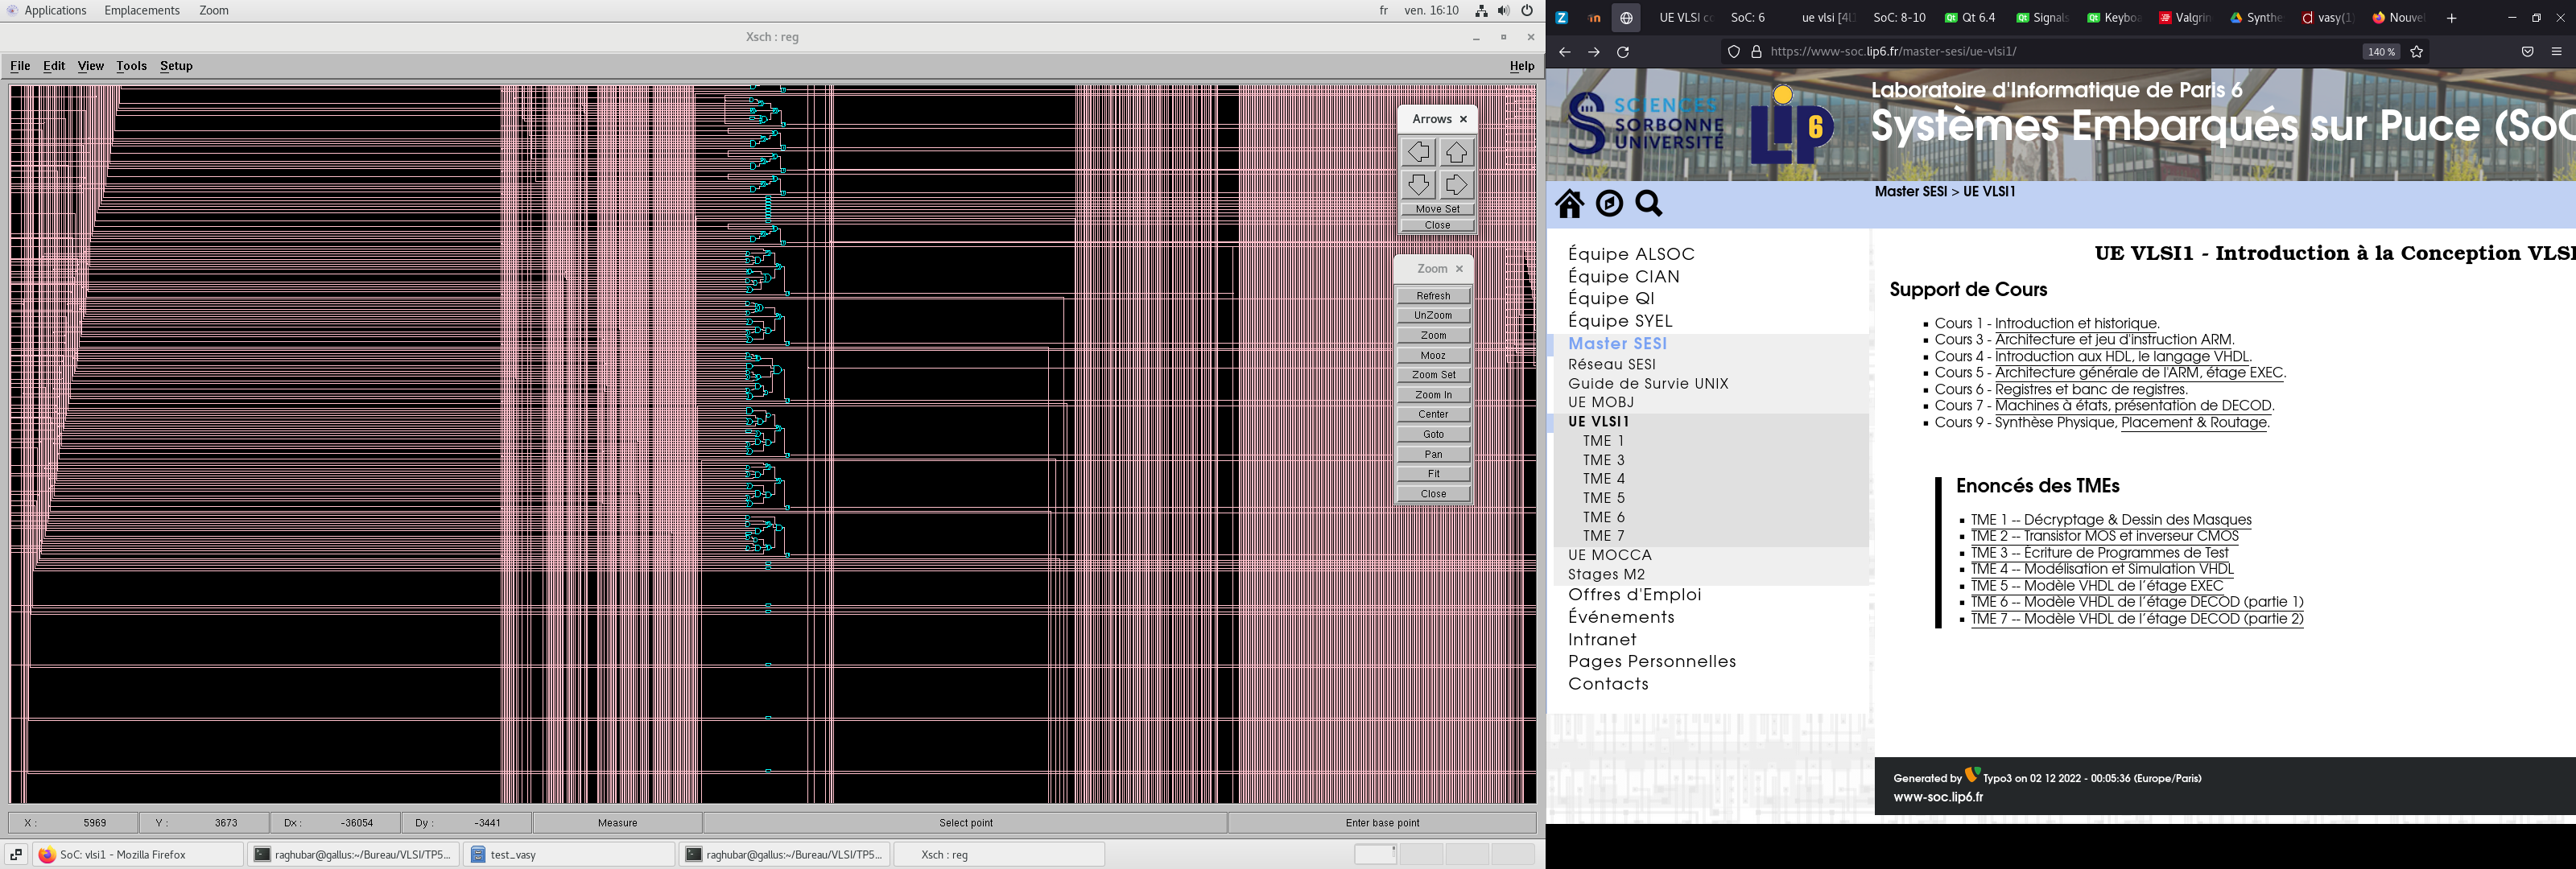 Applications Emplacements Zoom
fr ven. 16:10
Xsch : reg
File Edit View Tools Setup Help
Arrows
Move Set
Close
Zoom
Refresh
UnZoom
Zoom
Mooz
Zoom Set
Zoom In
Center
Goto
Pan
Fit
Close
X : 5969 Y : 3673 Dx : -36054 Dy : -3441 Measure Select point Enter base point
SoC: vlsi1 - Mozilla Firefox
raghubar@gallus:~/Bureau/VLSI/TP5...
test_vasy
raghubar@gallus:~/Bureau/VLSI/TP5...
Xsch : reg
UE VLSI co SoC: 6 ue vlsi [4l SoC: 8-10 Qt 6.4 Signals Keyboa Valgrin Synthe vasy(1) Nouvel
https://www-soc.lip6.fr/master-sesi/ue-vlsi1/
140 %
SCIENCES
SORBONNE
UNIVERSITÉ
LIP 6
Laboratoire d'Informatique de Paris 6
Systèmes Embarqués sur Puce (SoC
Master SESI > UE VLSI1
Équipe ALSOC
Équipe CIAN
Équipe QI
Équipe SYEL
Master SESI
Réseau SESI
Guide de Survie UNIX
UE MOBJ
UE VLSI1
TME 1
TME 3
TME 4
TME 5
TME 6
TME 7
UE MOCCA
Stages M2
Offres d'Emploi
Événements
Intranet
Pages Personnelles
Contacts
UE VLSI1 - Introduction à la Conception VLSI
Support de Cours
Cours 1 - Introduction et historique.
Cours 3 - Architecture et jeu d'instruction ARM.
Cours 4 - Introduction aux HDL, le langage VHDL.
Cours 5 - Architecture générale de l'ARM, étage EXEC.
Cours 6 - Registres et banc de registres.
Cours 7 - Machines à états, présentation de DECOD.
Cours 9 - Synthèse Physique, Placement & Routage.
Enoncés des TMEs
TME 1 -- Décryptage & Dessin des Masques
TME 2 -- Transistor MOS et inverseur CMOS
TME 3 -- Ecriture de Programmes de Test
TME 4 -- Modélisation et Simulation VHDL
TME 5 -- Modèle VHDL de l'étage EXEC
TME 6 -- Modèle VHDL de l'étage DECOD (partie 1)
TME 7 -- Modèle VHDL de l'étage DECOD (partie 2)
Generated by Typo3 on 02 12 2022 - 00:05:36 (Europe/Paris)
www-soc.lip6.fr